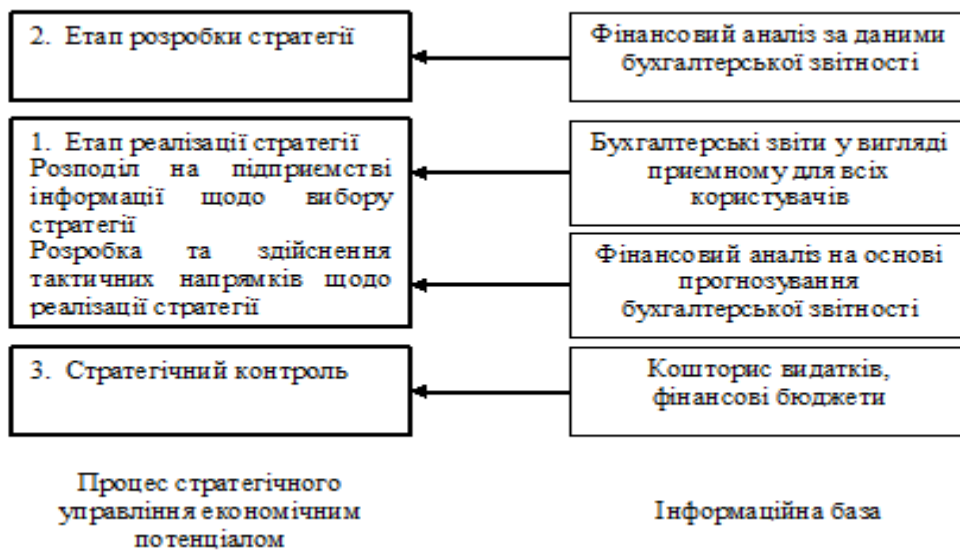 2. Етап розробки стратегії
Фінансовий аналіз за даними
бухгалтерської звітності
1. Етап реалізації стратегії
Розподіл на підприємстві
інформації щодо вибору
стратегії
Розробка та здійснення
тактичних напрямків щодо
реалізації стратегії
Бухгалтерські звіти у вигляді
приємному для всіх
користувачів
Фінансовий аналіз на основі
прогнозування
бухгалтерської звітності
3. Стратегічний контроль
Кошторис видатків,
фінансові бюджети
Процес стратегічного
управління економічним
потенціалом
Інформаційна база